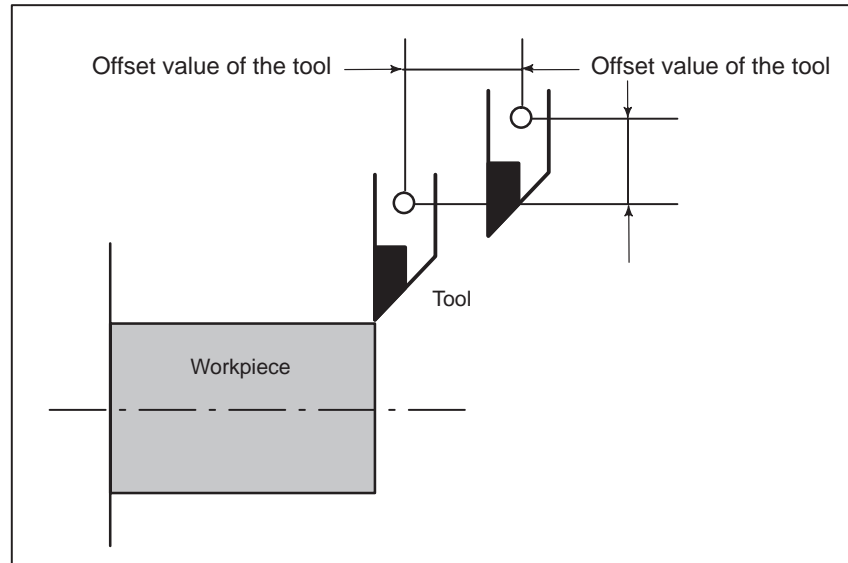 Offset value of the tool
Offset value of the tool
Tool
Workpiece